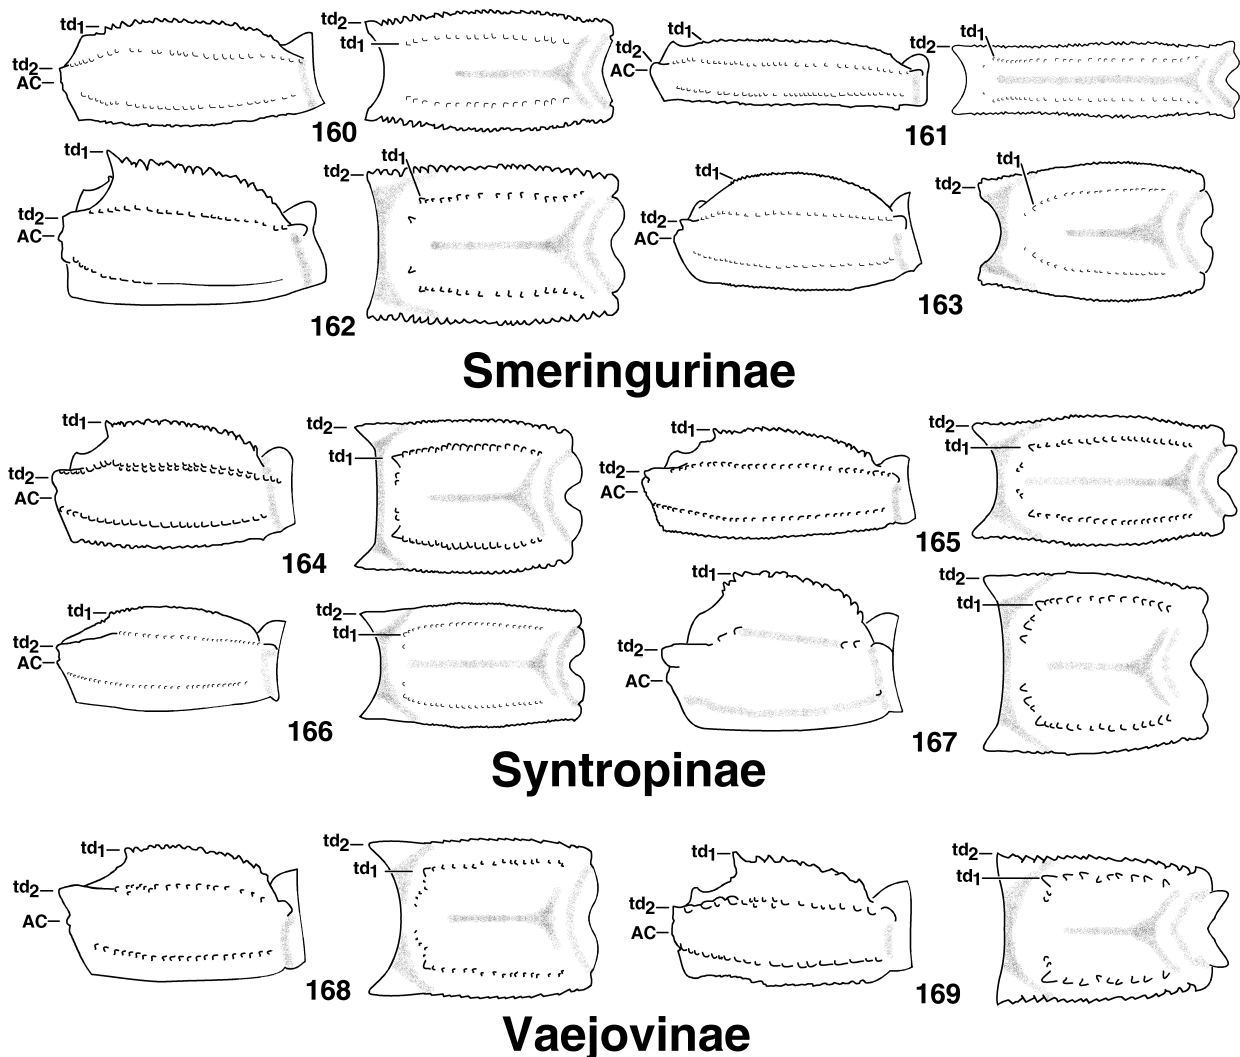 td1
td2
AC
td2
td1
160
td1
td2
AC
td2
td1
161
td1
td2
AC
td1
td2
162
td1
td2
AC
td1
td2
163
Smeringurinae
td1
td2
AC
td2
td1
164
td1
td2
AC
td2
td1
165
td1
td2
AC
td2
td1
166
td1
td2
AC
td2
td1
167
Syntropinae
td1
td2
AC
td2
td1
168
td1
td2
AC
td2
td1
169
Vaejovinae